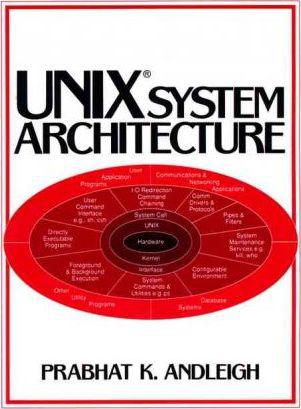 UNIX® SYSTEM
ARCHITECTURE
User
Application
Programs
Communications &
Networking
Applications
I O Redirection
Command
Chaining
Comm
Drivers &
Protocols
User
Command
Interface
e.g., sh, csh
System Call
Pipes &
Filters
UNIX
Directly
Executable
Programs
Hardware
System
Maintenance
Services e.g.
kill, who
Kernel
Foreground
& Background
Execution
Interface
Configurable
Environment
System
Commands &
Utilities e.g. ps
Other
Utility
Programs
Database
Systems
PRABHAT K. ANDLEIGH